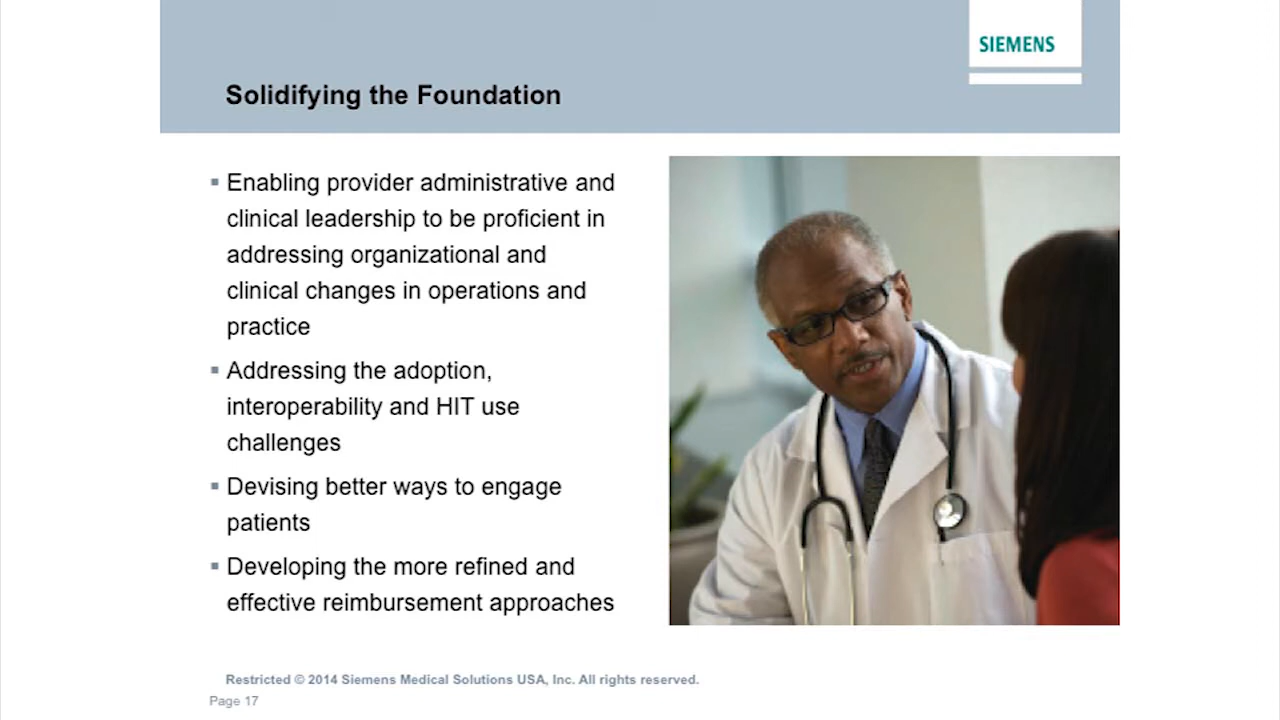 SIEMENS
Solidifying the Foundation
Enabling provider administrative and
clinical leadership to be proficient in
addressing organizational and
clinical changes in operations and
practice
Addressing the adoption,
interoperability and HIT use
challenges
Devising better ways to engage
patients
Developing the more refined and
effective reimbursement approaches
Restricted © 2014 Siemens Medical Solutions USA, Inc. All rights reserved.
Page 17